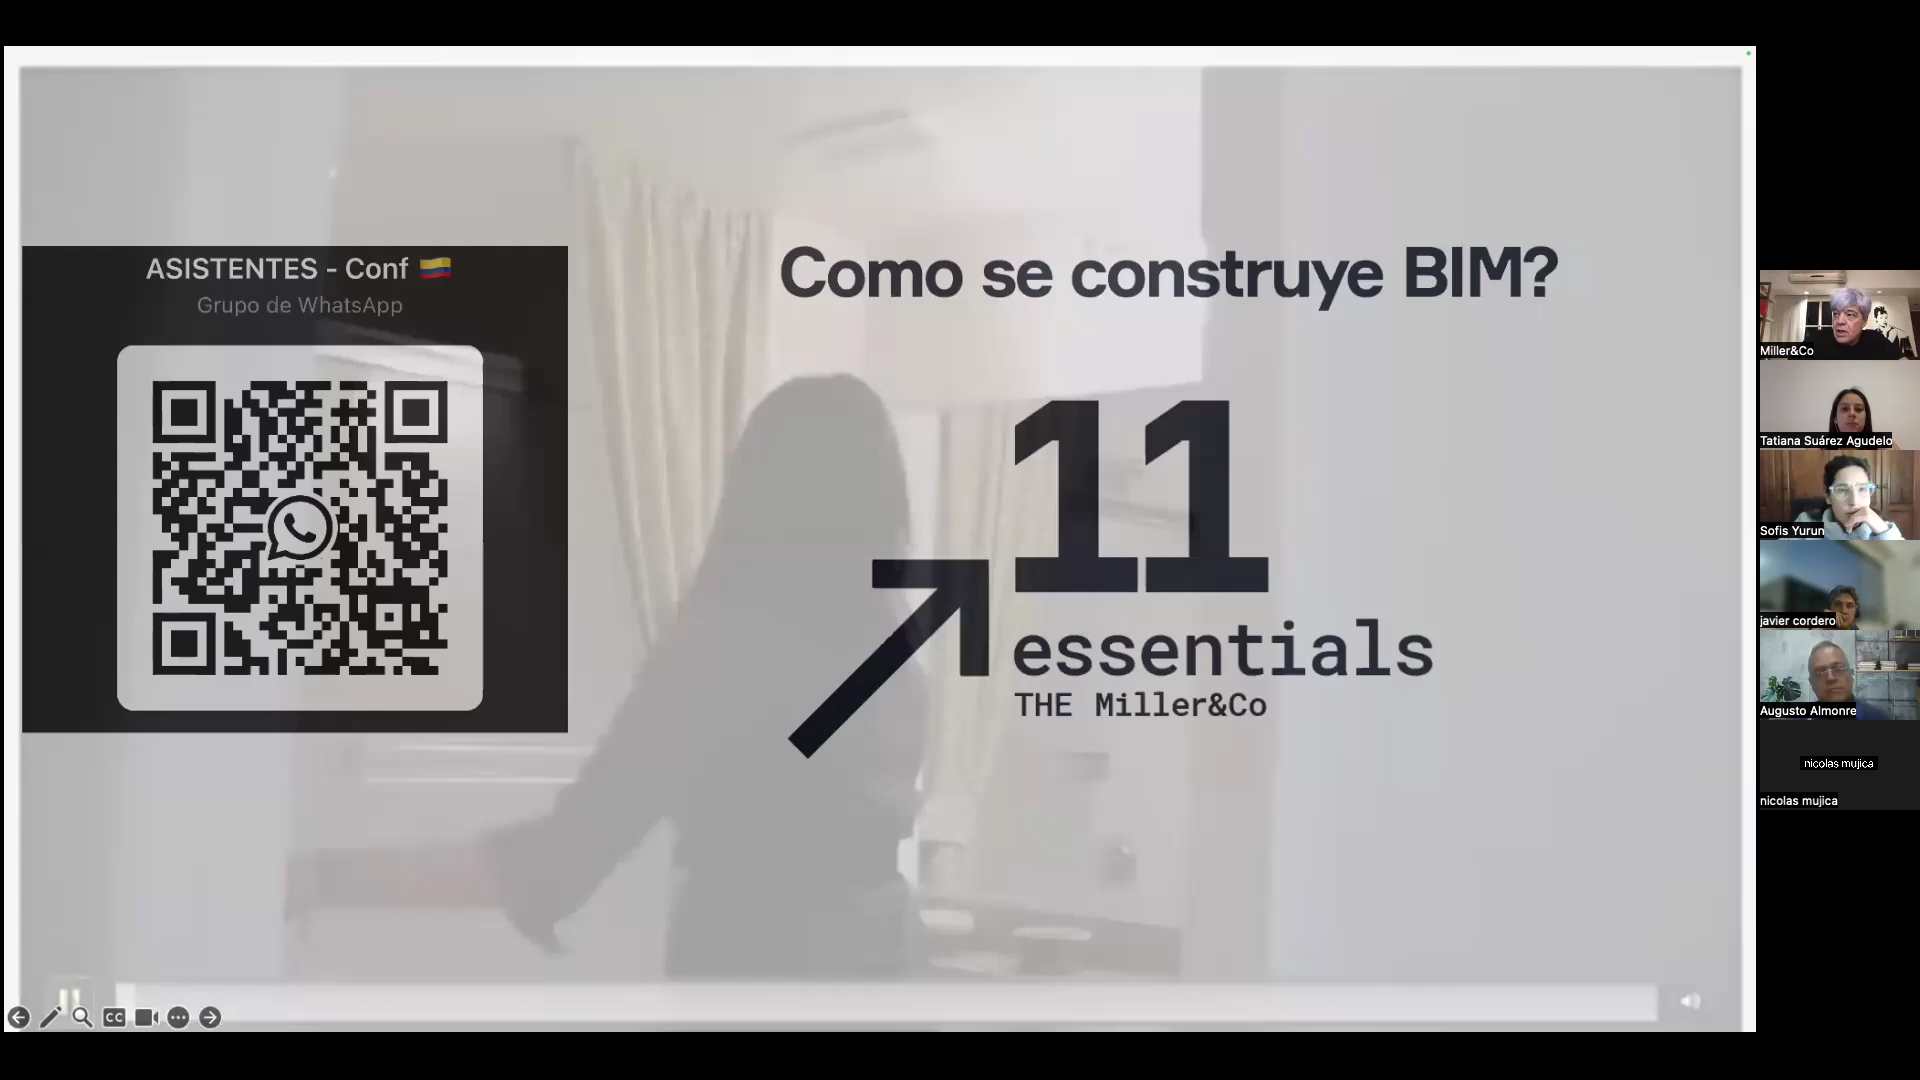 ASISTENTES - Conf 🇨🇴
Grupo de WhatsApp
Como se construye BIM?
11
essentials
THE Miller&Co
CC
Miller&Co
Tatiana Suárez Agudelo
Sofis Yurun
javier cordero
Augusto Almonre
nicolas mujica
nicolas mujica